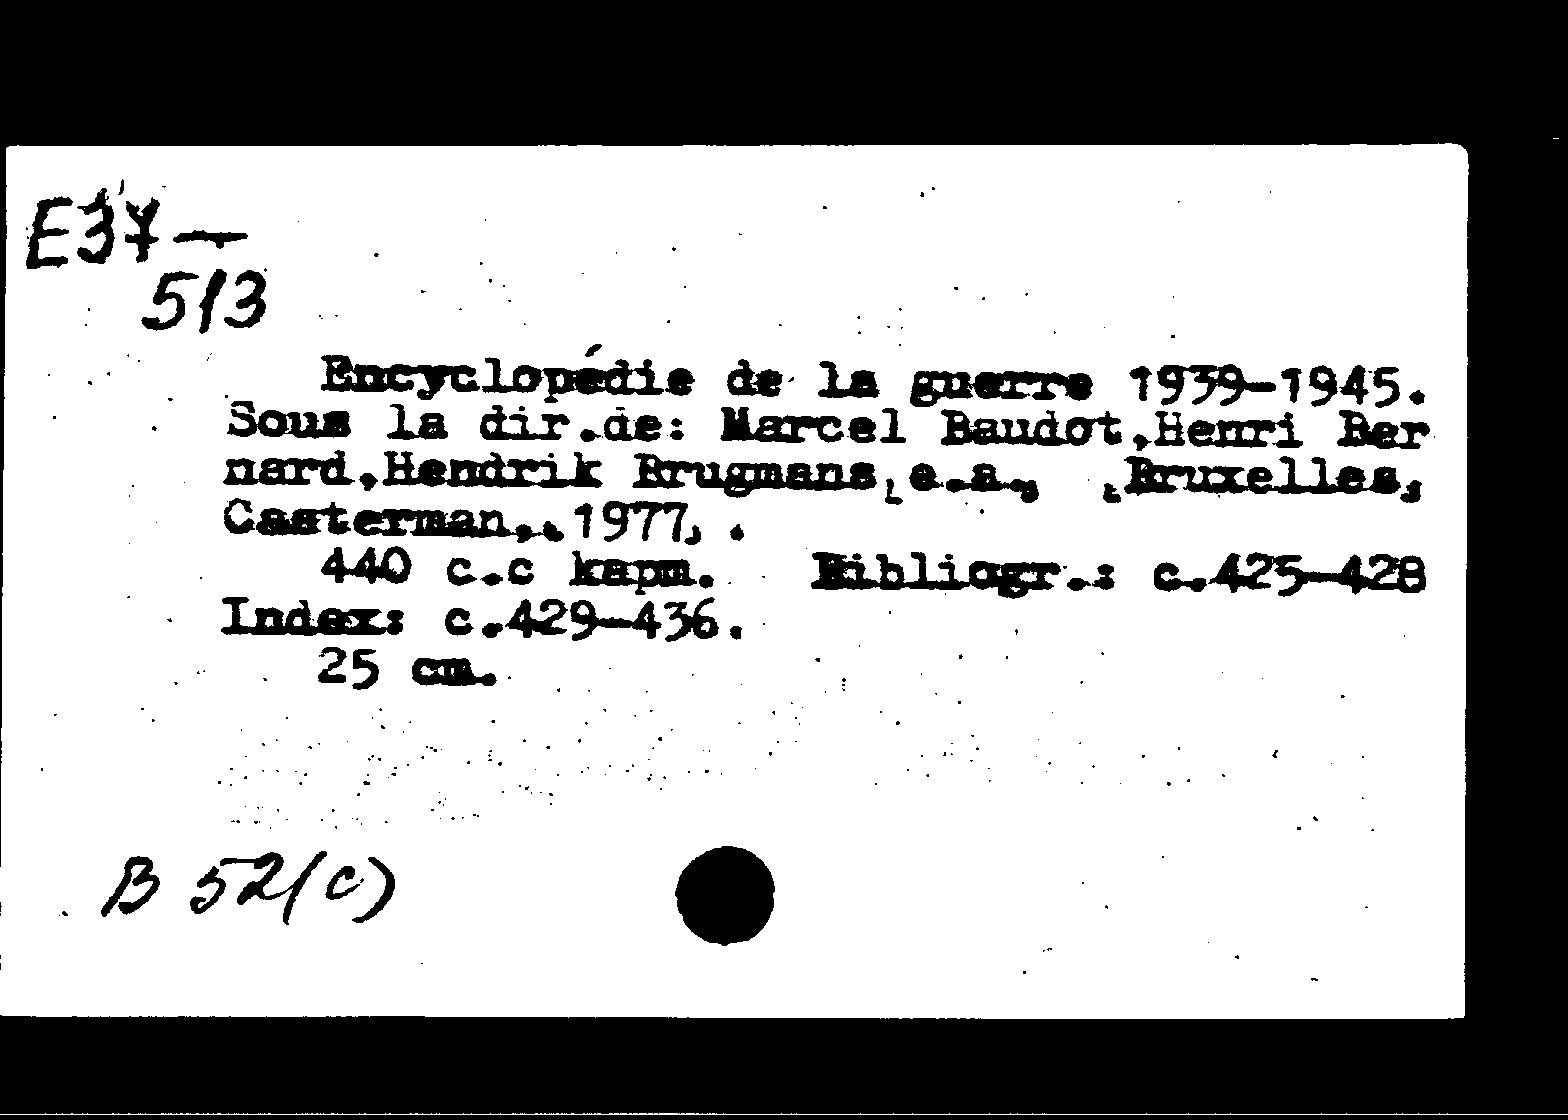 E37—
513
Encyclopédie de la guerre 1939-1945.
Sous la dir.de: Marcel Baudot,Henri Ber
nard,Hendrik Brugmans, e.a., Bruxelles,
Casterman, 1977, .
440 с.с карт. Bibliogr.: с.425-428
Index: с.429-436.
25 cm.
В 52(с)